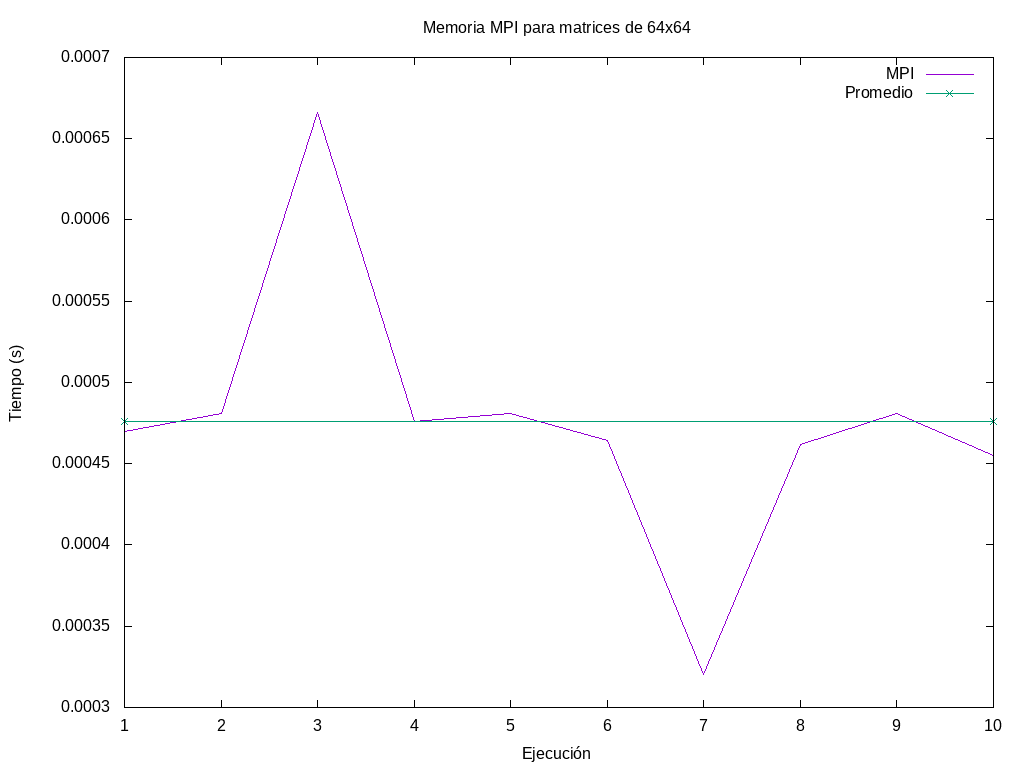 Memoria MPI para matrices de 64x64
MPI
Promedio
0.0007
0.00065
0.0006
0.00055
0.0005
0.00045
0.0004
0.00035
0.0003
Tiempo (s)
1 2 3 4 5 6 7 8 9 10
Ejecución